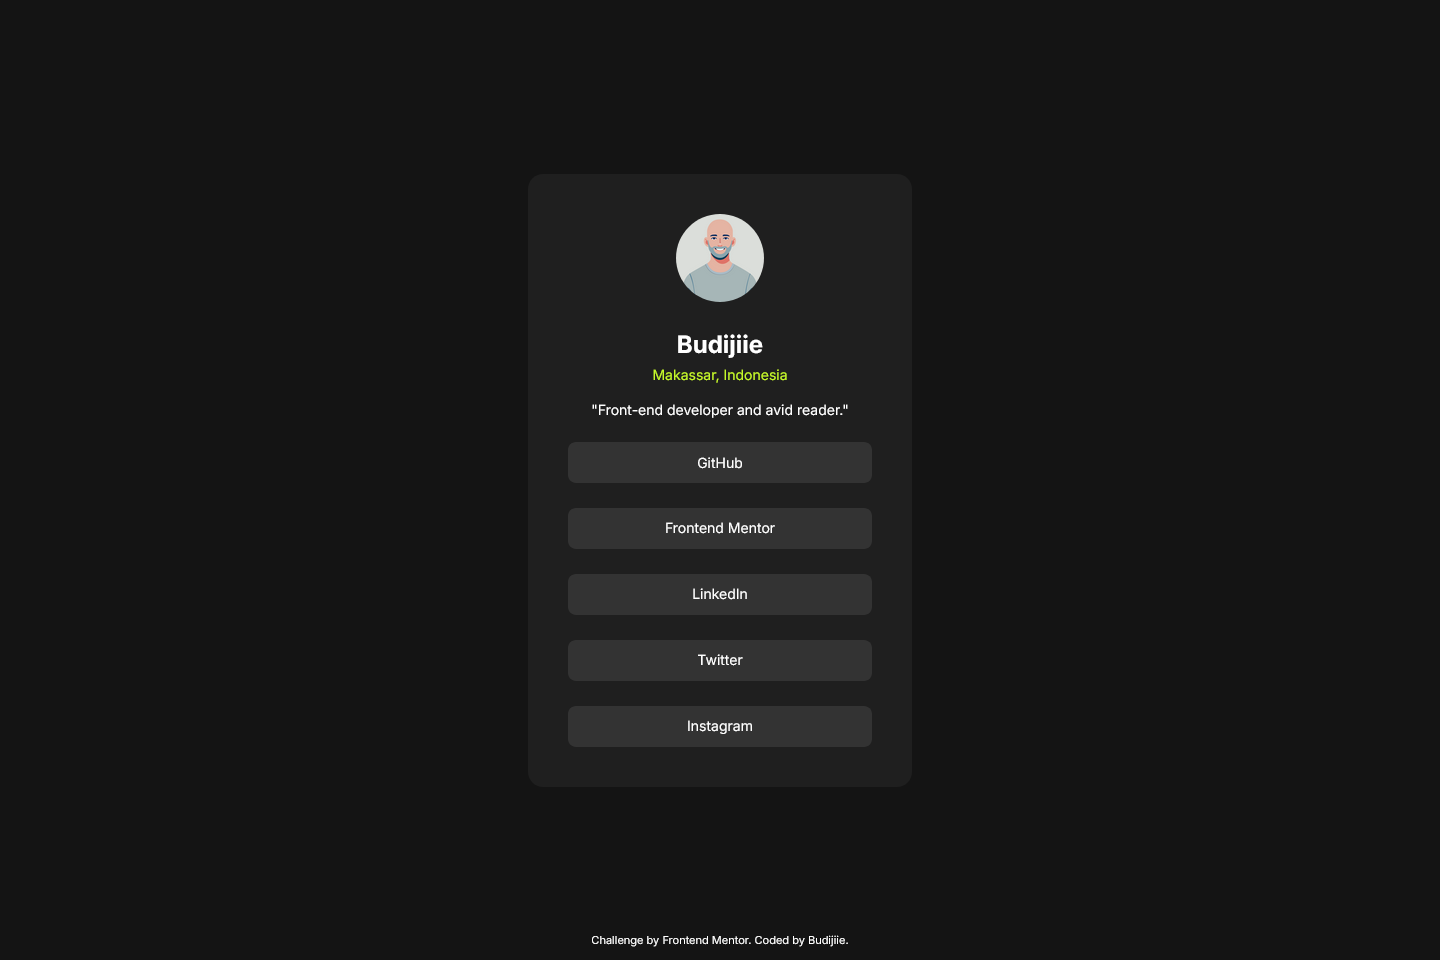 Budijiie
Makassar, Indonesia
"Front-end developer and avid reader."
GitHub
Frontend Mentor
LinkedIn
Twitter
Instagram
Challenge by Frontend Mentor. Coded by Budijiie.